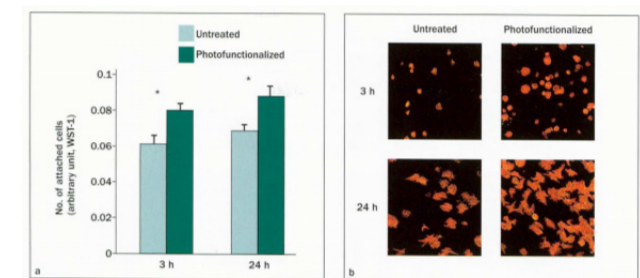 Untreated
Photofunctionalized
No. of attached cells
(arbitrary unit, WST-1)
0.1
0.08
0.06
0.04
0.02
0
*
*
3 h
24 h
a
Untreated
Photofunctionalized
3 h
24 h
b